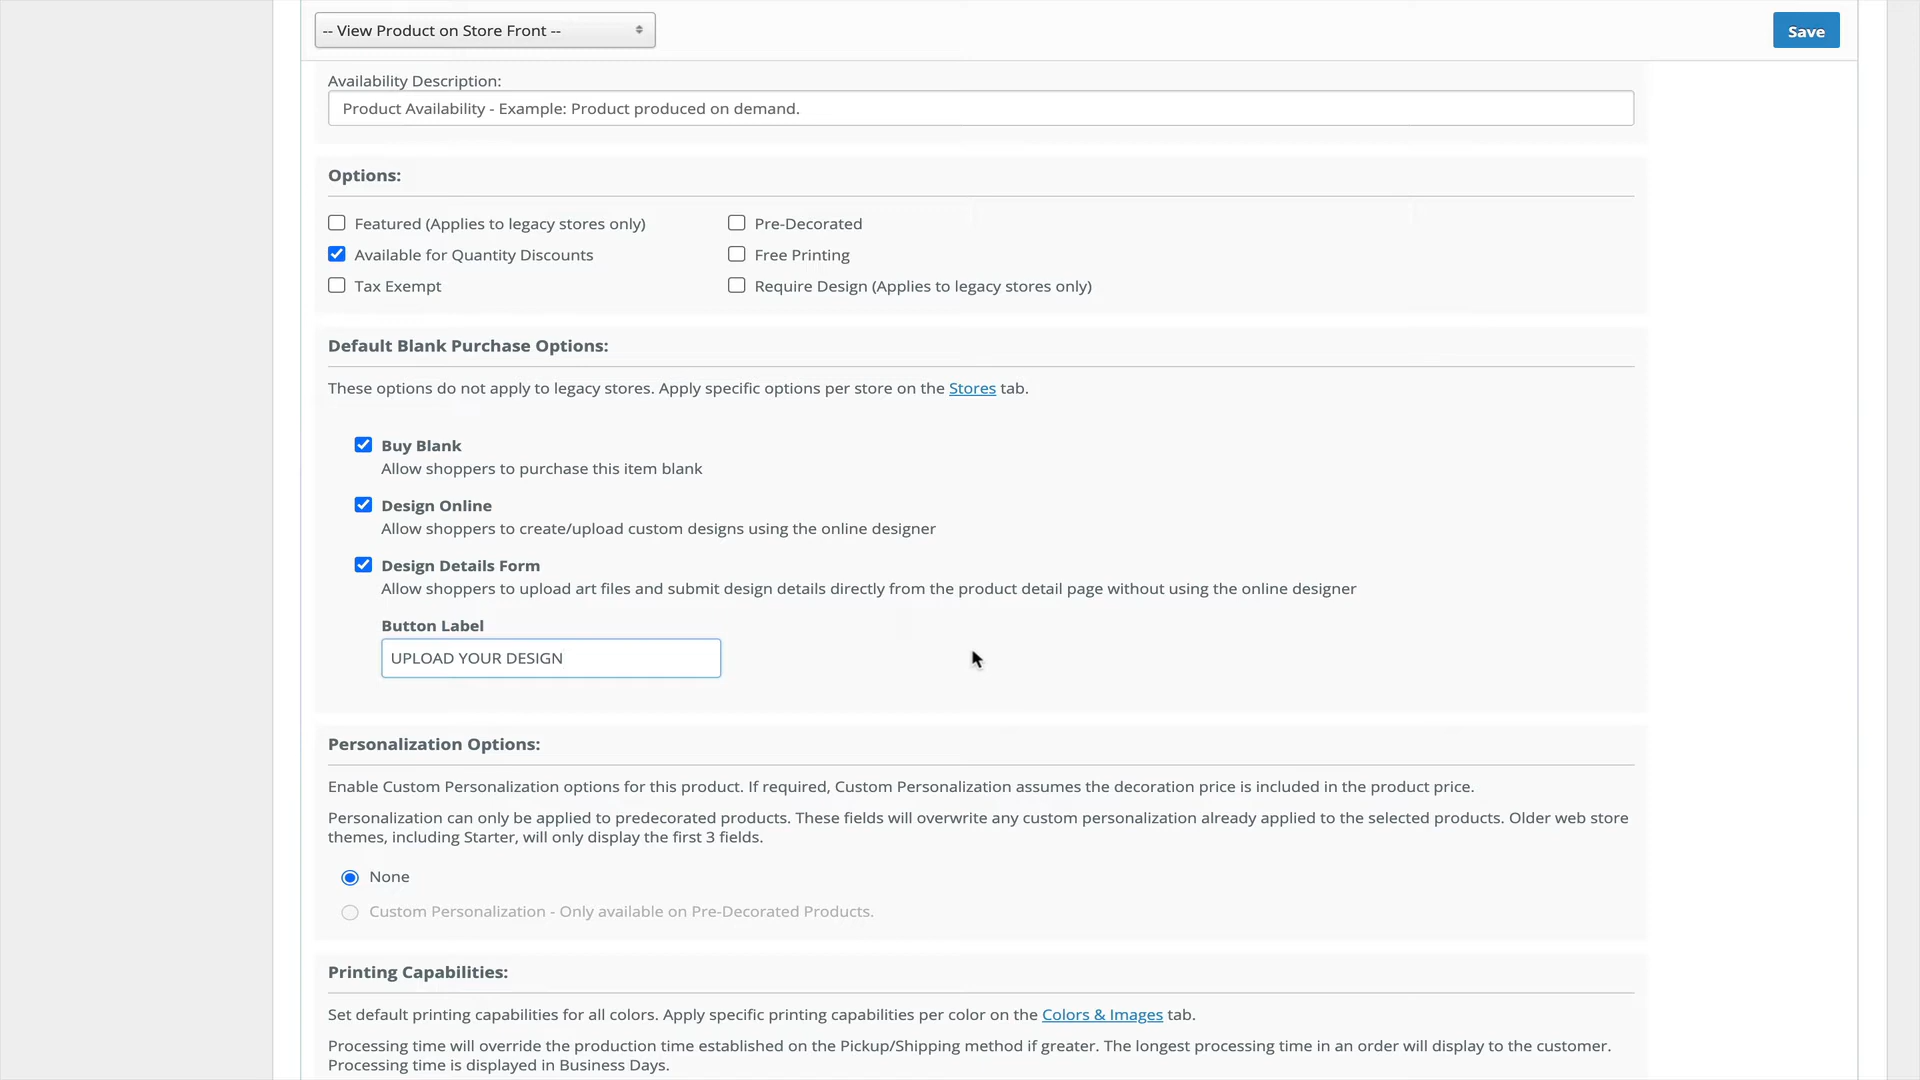 -- View Product on Store Front --
Save
Availability Description:
Product Availability - Example: Product produced on demand.
Options:
Featured (Applies to legacy stores only)
Pre-Decorated
Available for Quantity Discounts
Free Printing
Tax Exempt
Require Design (Applies to legacy stores only)
Default Blank Purchase Options:
These options do not apply to legacy stores. Apply specific options per store on the Stores tab.
Buy Blank
Allow shoppers to purchase this item blank
Design Online
Allow shoppers to create/upload custom designs using the online designer
Design Details Form
Allow shoppers to upload art files and submit design details directly from the product detail page without using the online designer
Button Label
UPLOAD YOUR DESIGN
Personalization Options:
Enable Custom Personalization options for this product. If required, Custom Personalization assumes the decoration price is included in the product price.
Personalization can only be applied to predecorated products. These fields will overwrite any custom personalization already applied to the selected products. Older web store
themes, including Starter, will only display the first 3 fields.
None
Custom Personalization - Only available on Pre-Decorated Products.
Printing Capabilities:
Set default printing capabilities for all colors. Apply specific printing capabilities per color on the Colors & Images tab.
Processing time will override the production time established on the Pickup/Shipping method if greater. The longest processing time in an order will display to the customer.
Processing time is displayed in Business Days.